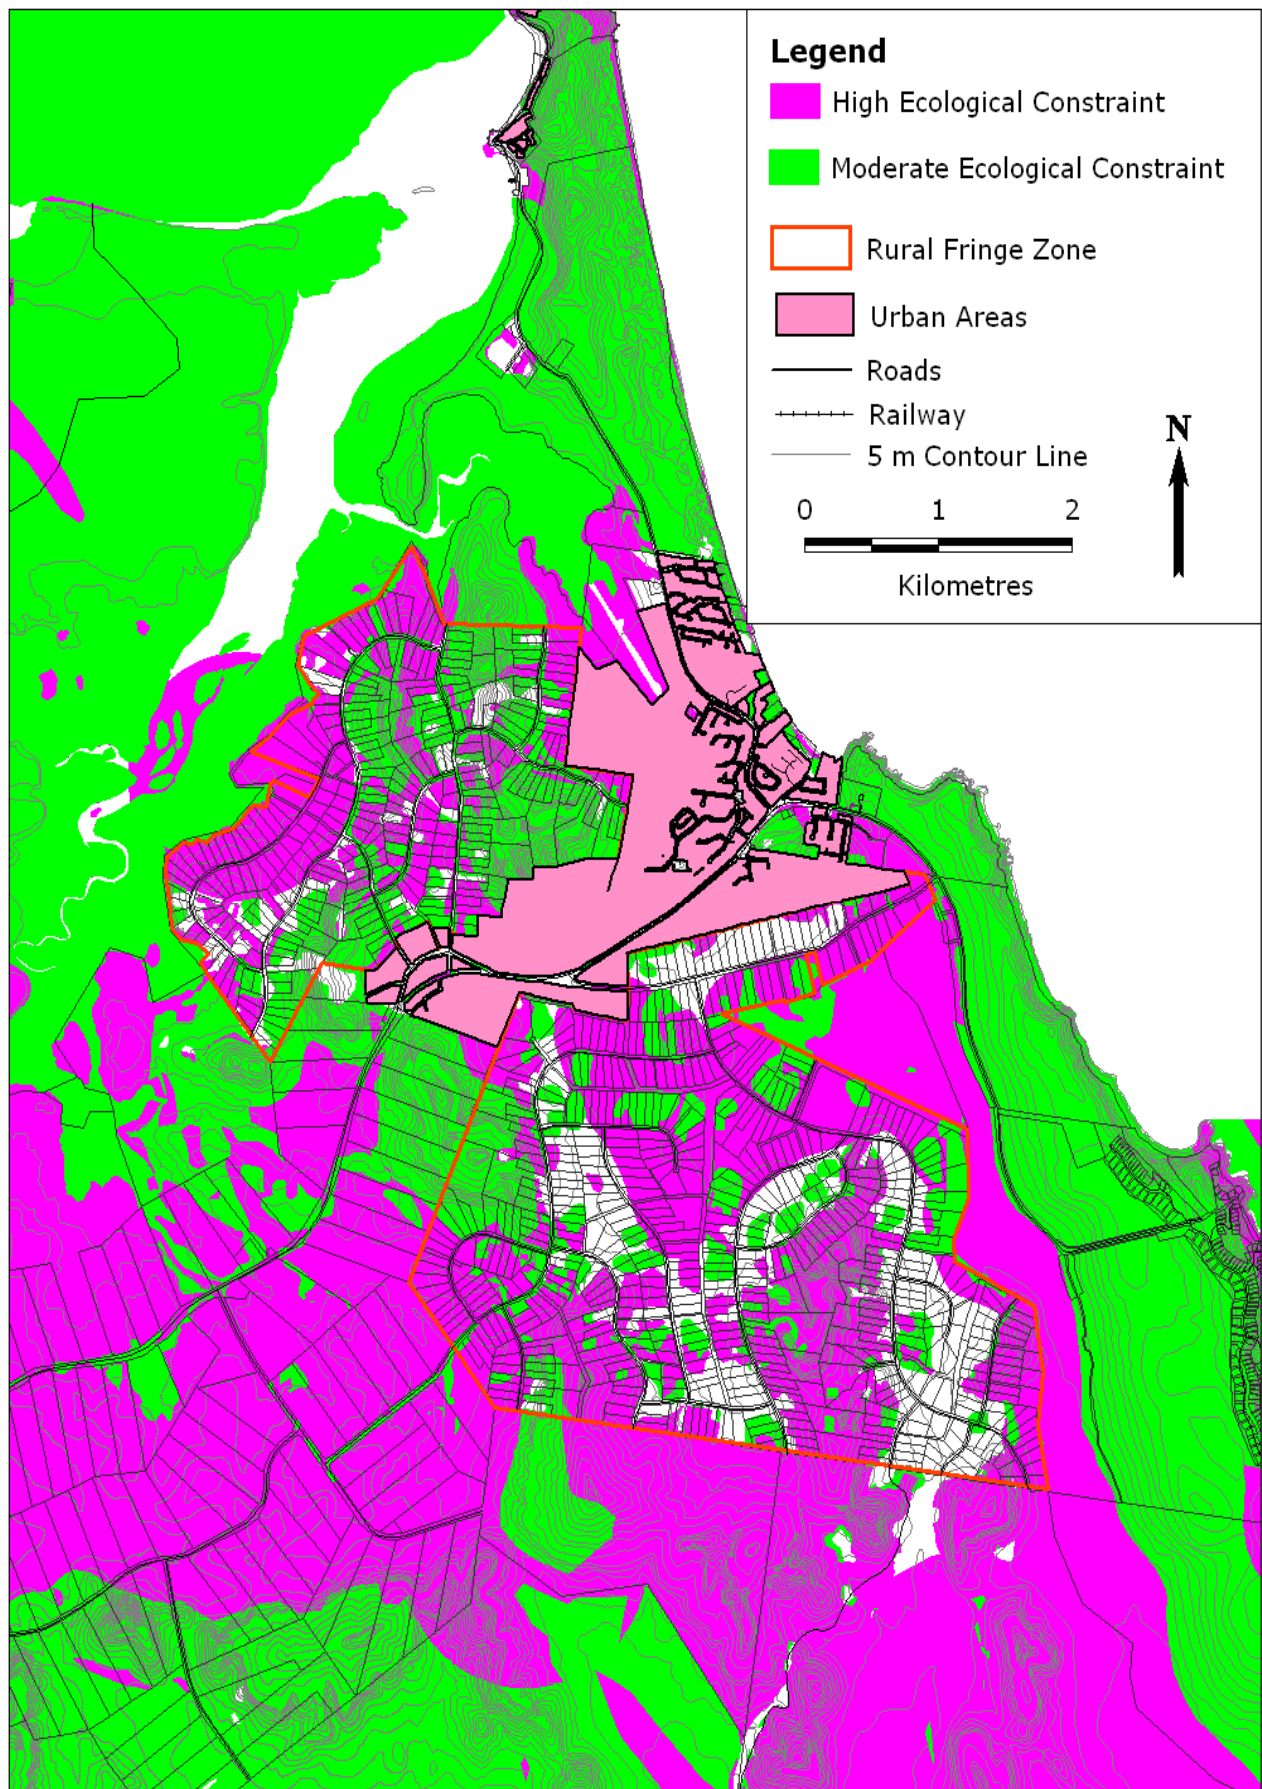 Legend
High Ecological Constraint
Moderate Ecological Constraint
Rural Fringe Zone
Urban Areas
Roads
Railway
5 m Contour Line
N
0 1 2
Kilometres